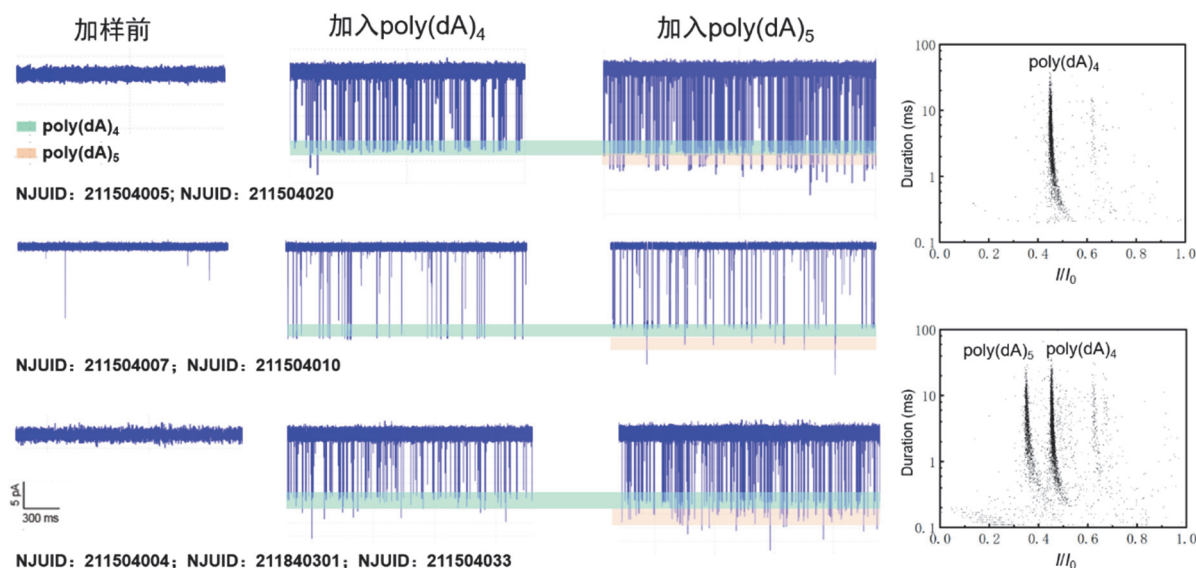 加样前
加入poly(dA)₄
加入poly(dA)₅
poly(dA)₄
poly(dA)₅
NJUID：211504005; NJUID：211504020
NJUID：211504007；NJUID：211504010
5 pA
300 ms
NJUID：211504004；NJUID：211840301；NJUID：211504033
100
10
1
0.1
Duration (ms)
poly(dA)₄
0.0 0.2 0.4 0.6 0.8 1.0
I/I₀
100
10
1
0.1
Duration (ms)
poly(dA)₅ poly(dA)₄
0.0 0.2 0.4 0.6 0.8 1.0
I/I₀